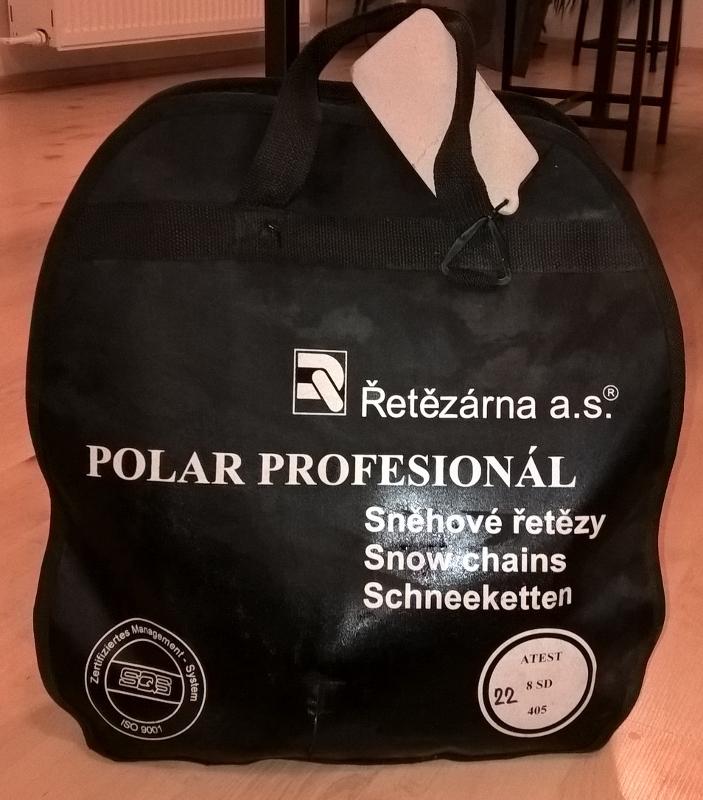 Řetězárna a.s.®
POLAR PROFESIONÁL
Sněhové řetězy
Snow chains
Schneeketten
Zertifiziertes Management - System
SQS
ISO 9001
ATEST
22 8 SD
405